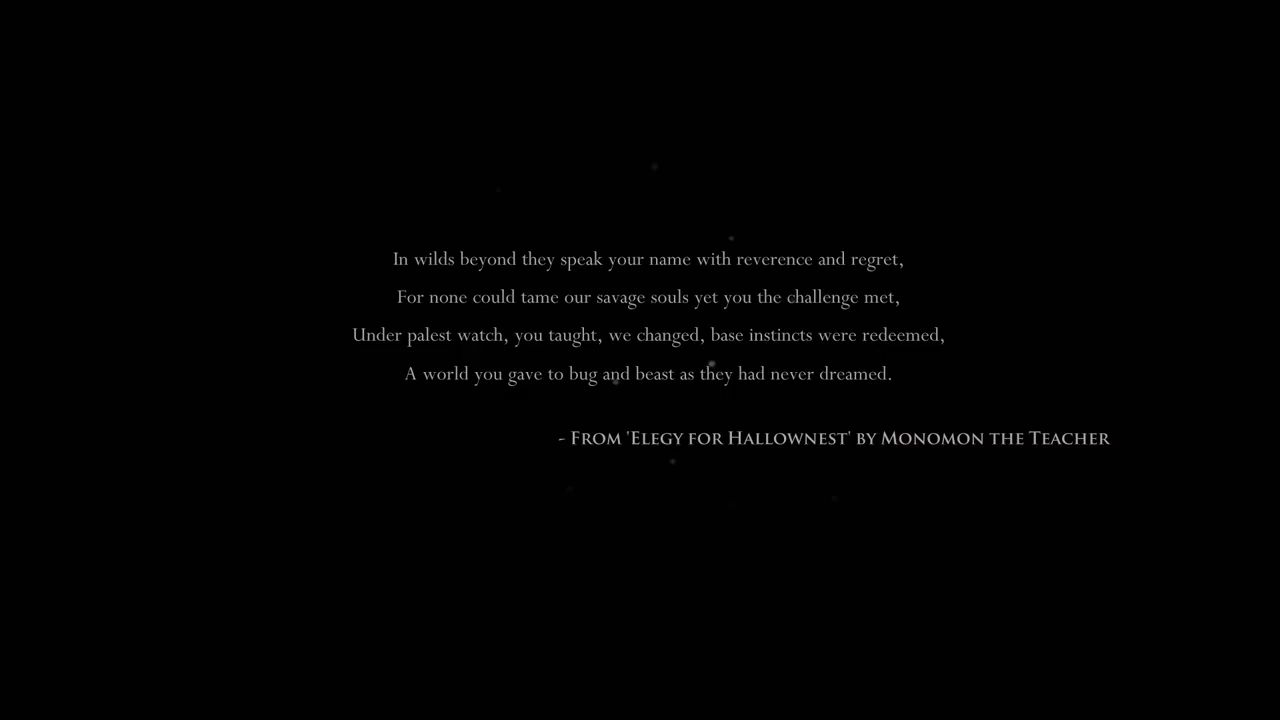 In wilds beyond they speak your name with reverence and regret,
For none could tame our savage souls yet you the challenge met,
Under palest watch, you taught, we changed, base instincts were redeemed,
A world you gave to bug and beast as they had never dreamed.
- From 'Elegy for Hallownest' by Monomon the Teacher